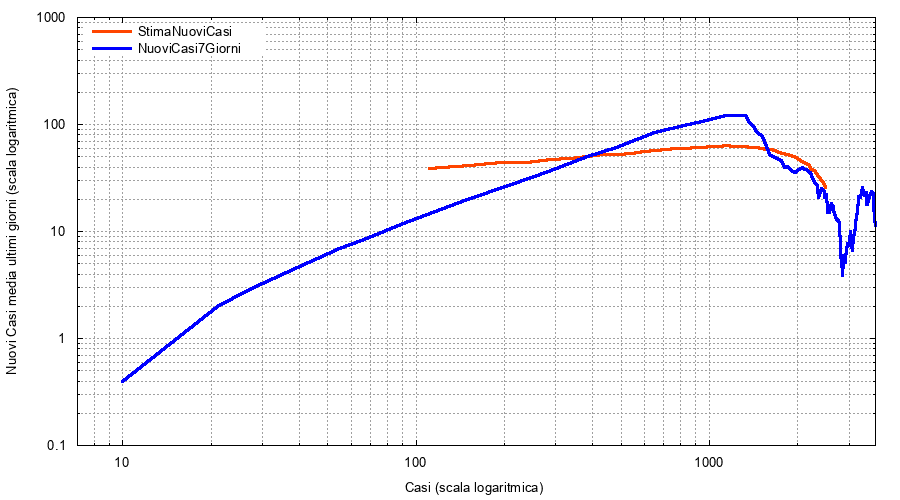 1000
StimaNuoviCasi
NuoviCasi7Giorni
100
10
1
0.1
Nuovi Casi media ultimi giorni (scala logaritmica)
10
100
1000
Casi (scala logaritmica)